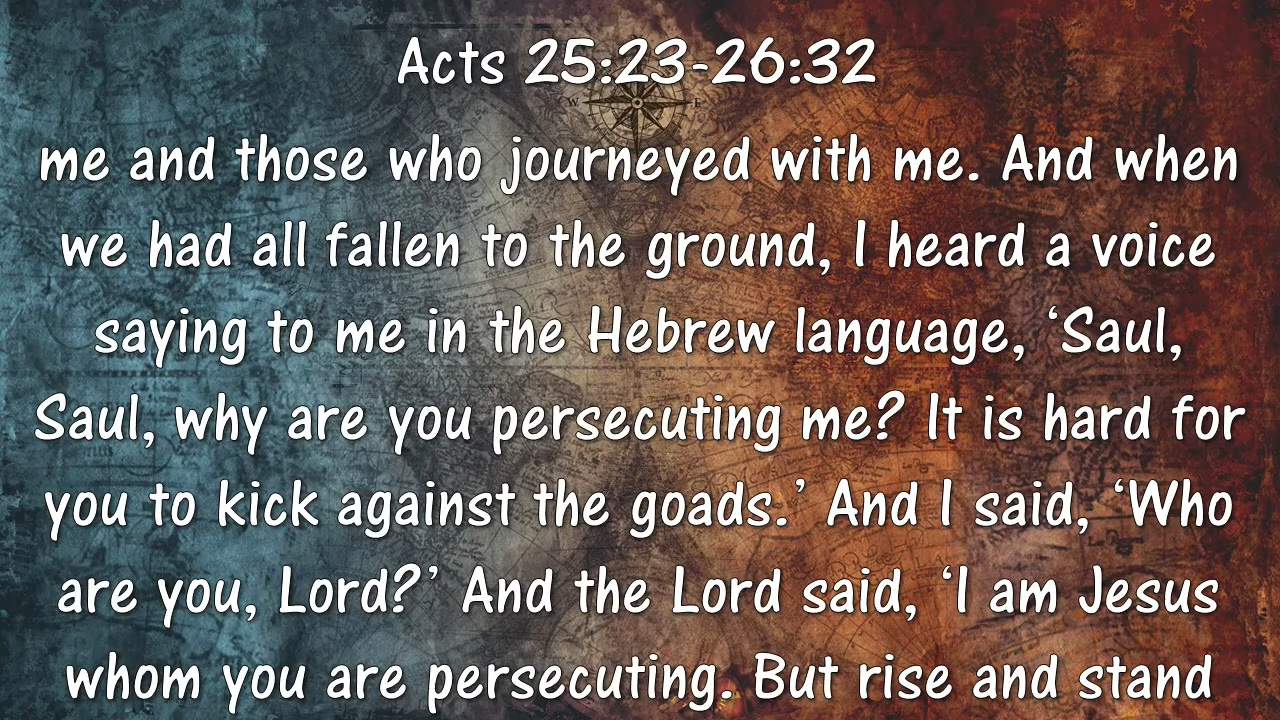 Acts 25:23-26:32
W E
me and those who journeyed with me. And when
we had all fallen to the ground, I heard a voice
saying to me in the Hebrew language, ‘Saul,
Saul, why are you persecuting me? It is hard for
you to kick against the goads.’ And I said, ‘Who
are you, Lord?’ And the Lord said, ‘I am Jesus
whom you are persecuting. But rise and stand